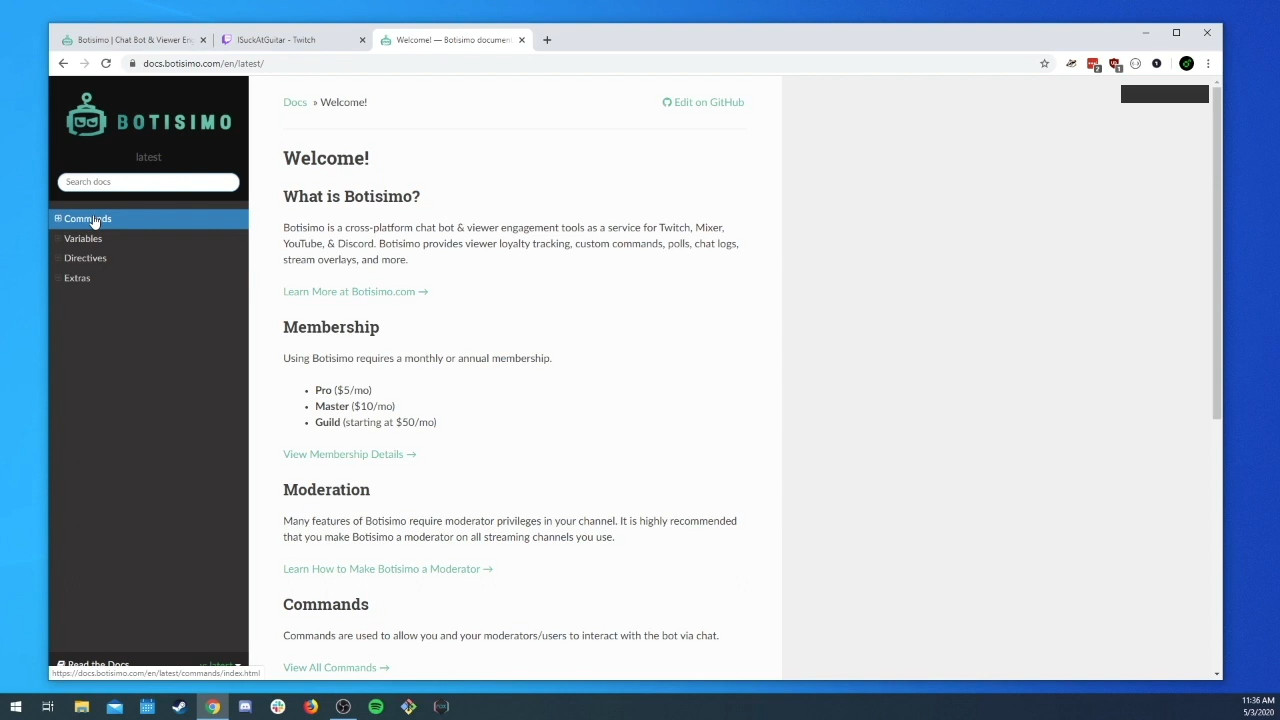 Botisimo | Chat Bot & Viewer En
ISuckAtGuitar - Twitch
Welcome! — Botisimo documen
docs.botisimo.com/en/latest/
BOTISIMO
latest
Search docs
Commands
Variables
Directives
Extras
Docs » Welcome!
Edit on GitHub
Welcome!
What is Botisimo?
Botisimo is a cross-platform chat bot & viewer engagement tools as a service for Twitch, Mixer,
YouTube, & Discord. Botisimo provides viewer loyalty tracking, custom commands, polls, chat logs,
stream overlays, and more.
Learn More at Botisimo.com →
Membership
Using Botisimo requires a monthly or annual membership.
• Pro ($5/mo)
• Master ($10/mo)
• Guild (starting at $50/mo)
View Membership Details →
Moderation
Many features of Botisimo require moderator privileges in your channel. It is highly recommended
that you make Botisimo a moderator on all streaming channels you use.
Learn How to Make Botisimo a Moderator →
Commands
Commands are used to allow you and your moderators/users to interact with the bot via chat.
View All Commands →
Read the Docs
v: latest
https://docs.botisimo.com/en/latest/commands/index.html
11:36 AM
5/3/2020